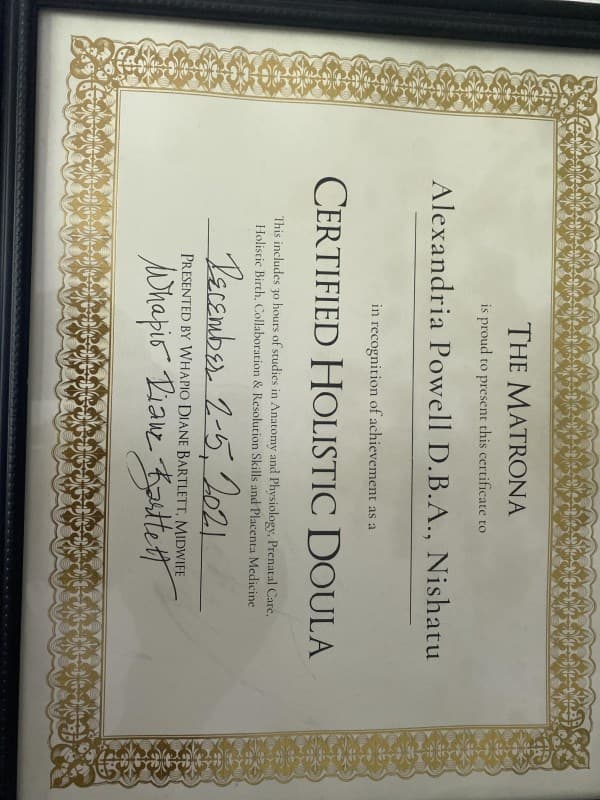 THE MATRONA
is proud to present this certificate to
Alexandria Powell D.B.A., Nishatu
in recognition of achievement as a
CERTIFIED HOLISTIC DOULA
This includes 30 hours of studies in Anatomy and Physiology, Prenatal Care,
Holistic Birth, Collaboration & Resolution Skills and Placenta Medicine
December 2-5, 2021
PRESENTED BY WHAPIO DIANE BARTLETT, MIDWIFE
Whapio Diane Bartlett